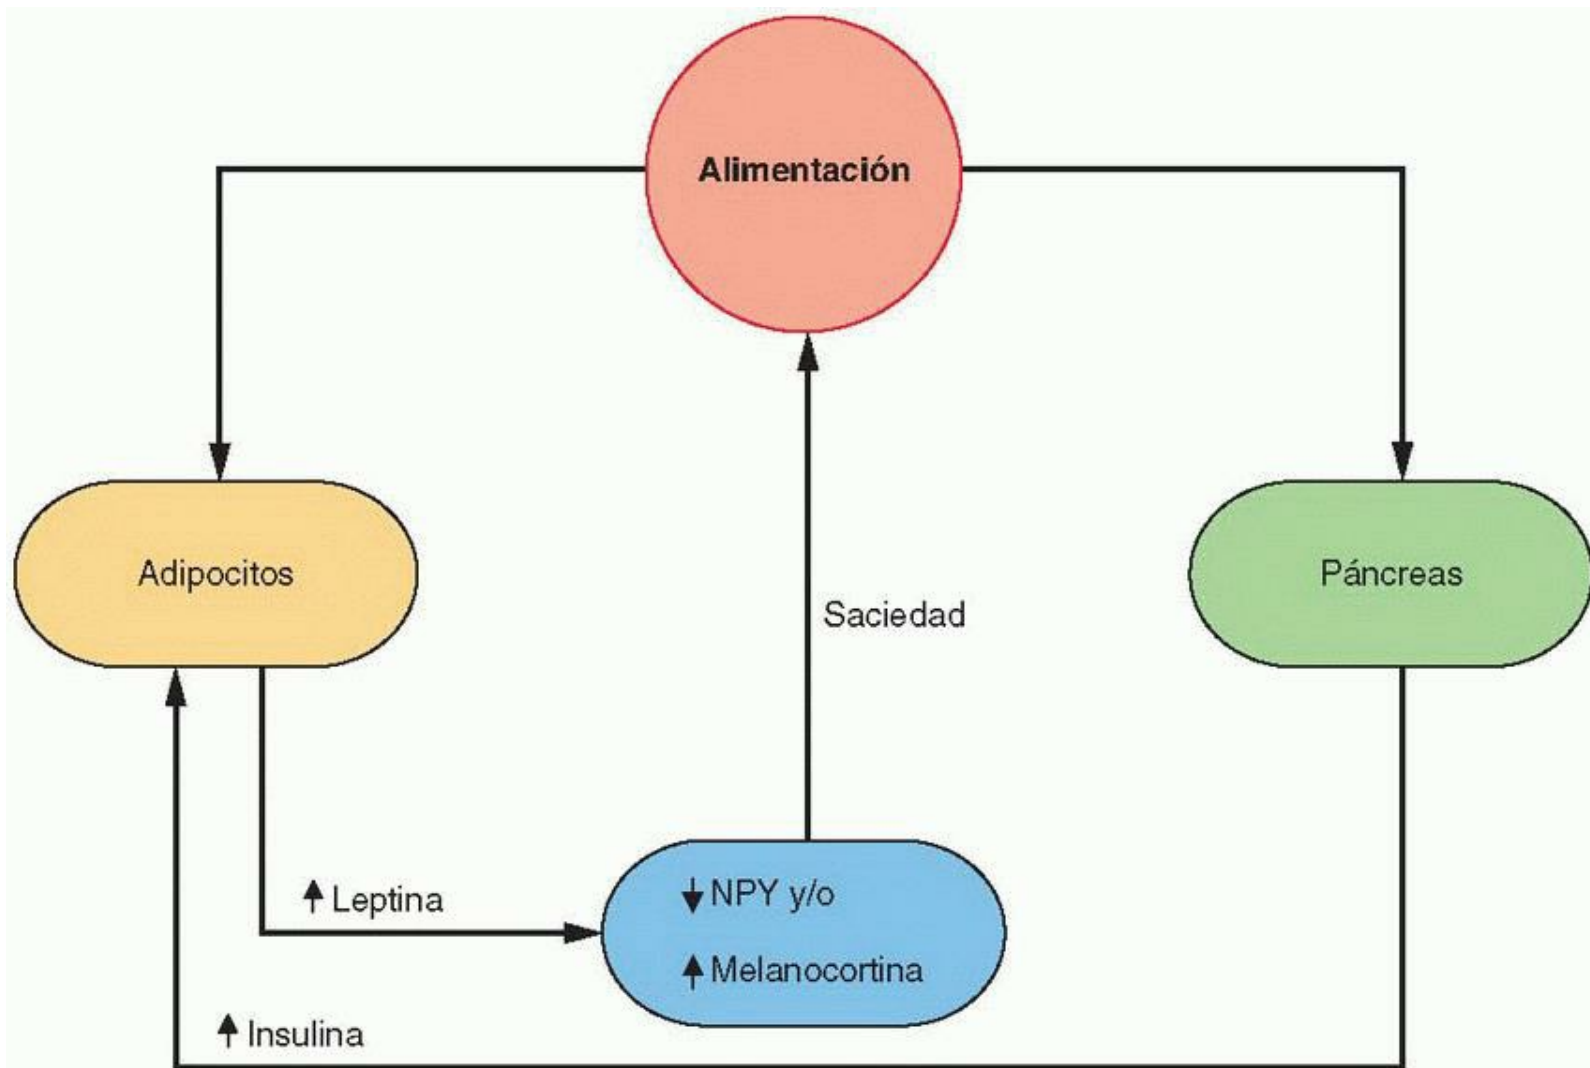 Alimentación
Adipocitos
Páncreas
Saciedad
↑ Leptina
↓ NPY y/o
↑ Melanocortina
↑ Insulina